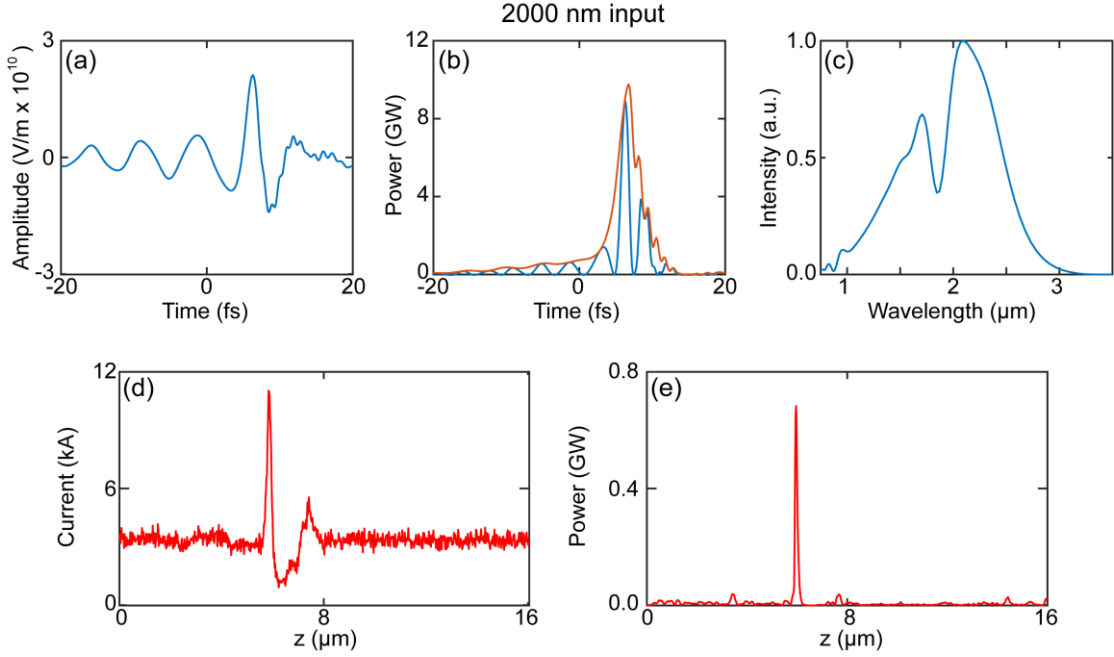 2000 nm input
(a)
Amplitude (V/m x 10^10)
3
0
-3
-20
0
20
Time (fs)
(b)
Power (GW)
12
8
4
0
-20
0
20
Time (fs)
(c)
Intensity (a.u.)
1.0
0.5
0.0
1
2
3
Wavelength (μm)
(d)
Current (kA)
12
6
0
0
8
16
z (μm)
(e)
Power (GW)
0.8
0.4
0.0
0
8
16
z (μm)